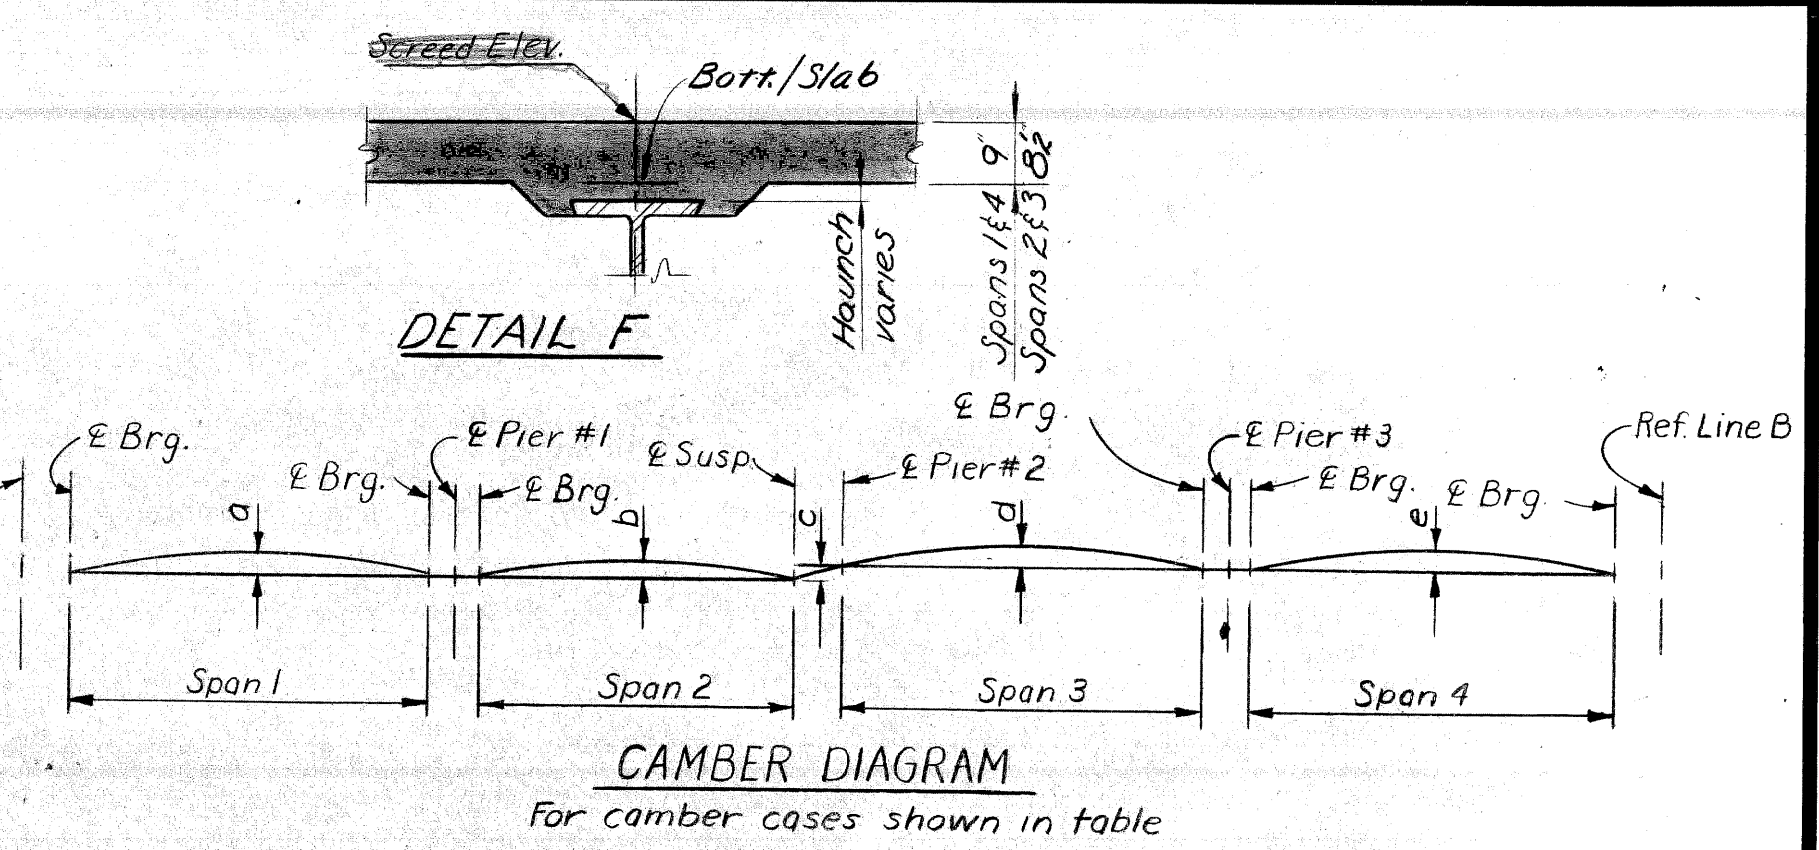 Screed Elev.
Bott./Slab
9"
8½"
Spans 1 & 4
Spans 2 & 3
Haunch
varies
DETAIL F
℄ Brg.
℄ Brg.
℄ Pier #1
℄ Brg.
℄ Susp.
℄ Pier #2
℄ Brg.
℄ Pier #3
℄ Brg.
℄ Brg.
Ref. Line B
a
b
c
d
e
Span 1
Span 2
Span 3
Span 4
CAMBER DIAGRAM
For camber cases shown in table